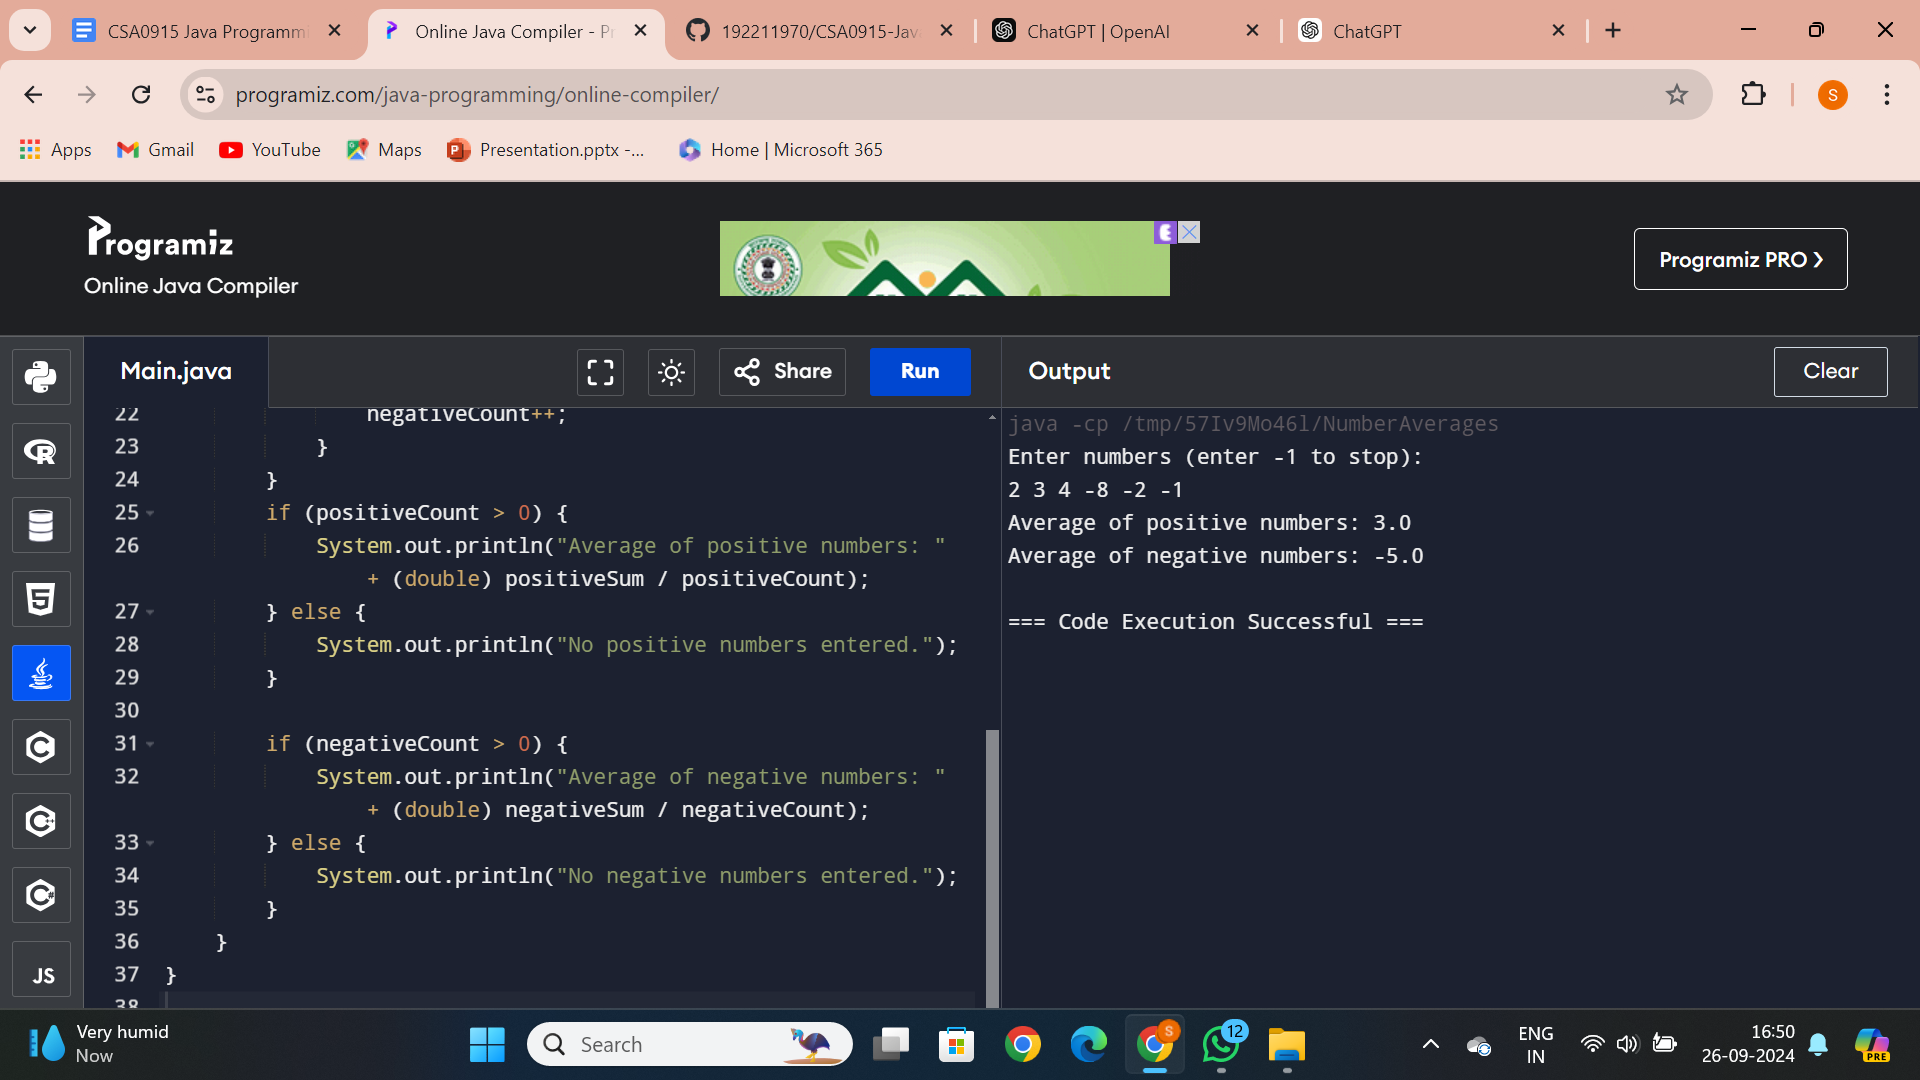 CSA0915 Java Programmi
Online Java Compiler - Pr
192211970/CSA0915-Jav
ChatGPT | OpenAI
ChatGPT
programiz.com/java-programming/online-compiler/
S
Apps
Gmail
YouTube
Maps
Presentation.pptx -...
Home | Microsoft 365
Programiz
Online Java Compiler
Programiz PRO ❯
Main.java
Share
Run
Output
Clear
22 negativeCount++;
23 }
24 }
25 if (positiveCount > 0) {
26 System.out.println("Average of positive numbers: "
+ (double) positiveSum / positiveCount);
27 } else {
28 System.out.println("No positive numbers entered.");
29 }
30
31 if (negativeCount > 0) {
32 System.out.println("Average of negative numbers: "
+ (double) negativeSum / negativeCount);
33 } else {
34 System.out.println("No negative numbers entered.");
35 }
36 }
37 }
38
java -cp /tmp/57Iv9Mo46l/NumberAverages
Enter numbers (enter -1 to stop):
2 3 4 -8 -2 -1
Average of positive numbers: 3.0
Average of negative numbers: -5.0
=== Code Execution Successful ===
R
5
C
C++
C#
JS
Very humid
Now
Search
S
12
ENG
IN
16:50
26-09-2024
PRE